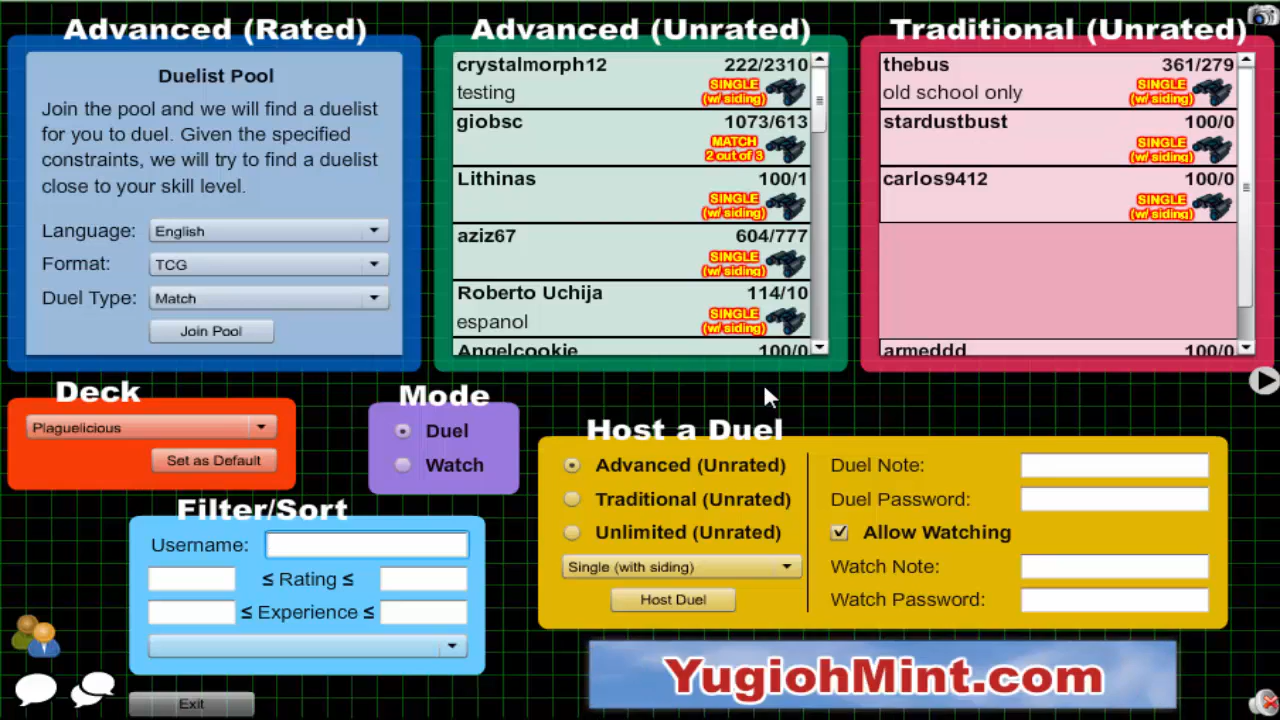 Advanced (Rated)
Duelist Pool
Join the pool and we will find a duelist
for you to duel. Given the specified
constraints, we will try to find a duelist
close to your skill level.
Language: English
Format: TCG
Duel Type: Match
Join Pool
Advanced (Unrated)
crystalmorph12 222/2310
testing SINGLE
(w/ siding)
giobsc 1073/613
MATCH
2 out of 3
Lithinas 100/1
SINGLE
(w/ siding)
aziz67 604/777
SINGLE
(w/ siding)
Roberto Uchija 114/10
espanol SINGLE
(w/ siding)
Angelcookie 100/0
Traditional (Unrated)
thebus 361/279
old school only SINGLE
(w/ siding)
stardustbust 100/0
SINGLE
(w/ siding)
carlos9412 100/0
SINGLE
(w/ siding)
armeddd 100/0
Deck
Plaguelicious
Set as Default
Mode
Duel
Watch
Filter/Sort
Username:
≤ Rating ≤
≤ Experience ≤
Exit
Host a Duel
Advanced (Unrated)
Traditional (Unrated)
Unlimited (Unrated)
Single (with siding)
Host Duel
Duel Note:
Duel Password:
Allow Watching
Watch Note:
Watch Password:
YugiohMint.com